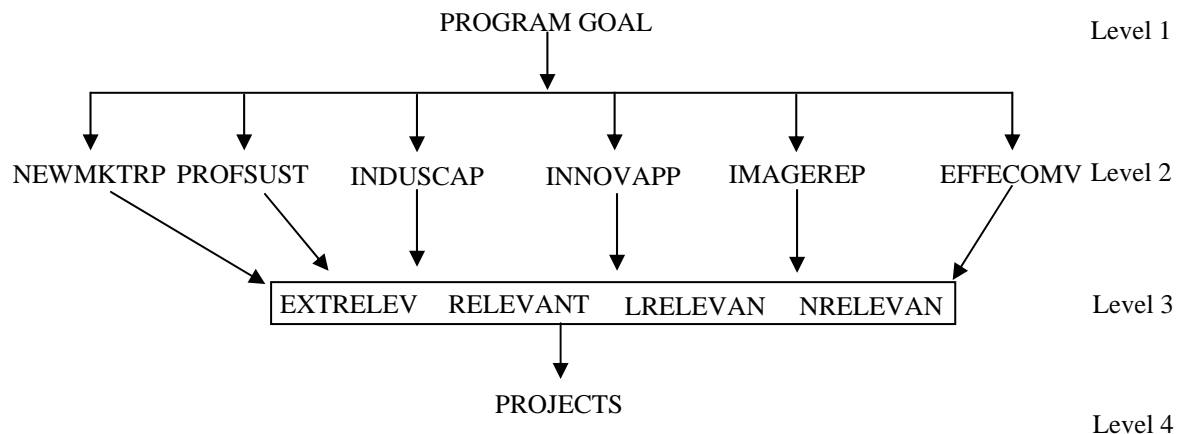 PROGRAM GOAL Level 1
NEWMKTRP PROFSUST INDUSCAP INNOVAPP IMAGEREP EFFECOMV Level 2
EXTRELEV RELEVANT LRELEVAN NRELEVAN Level 3
PROJECTS
Level 4